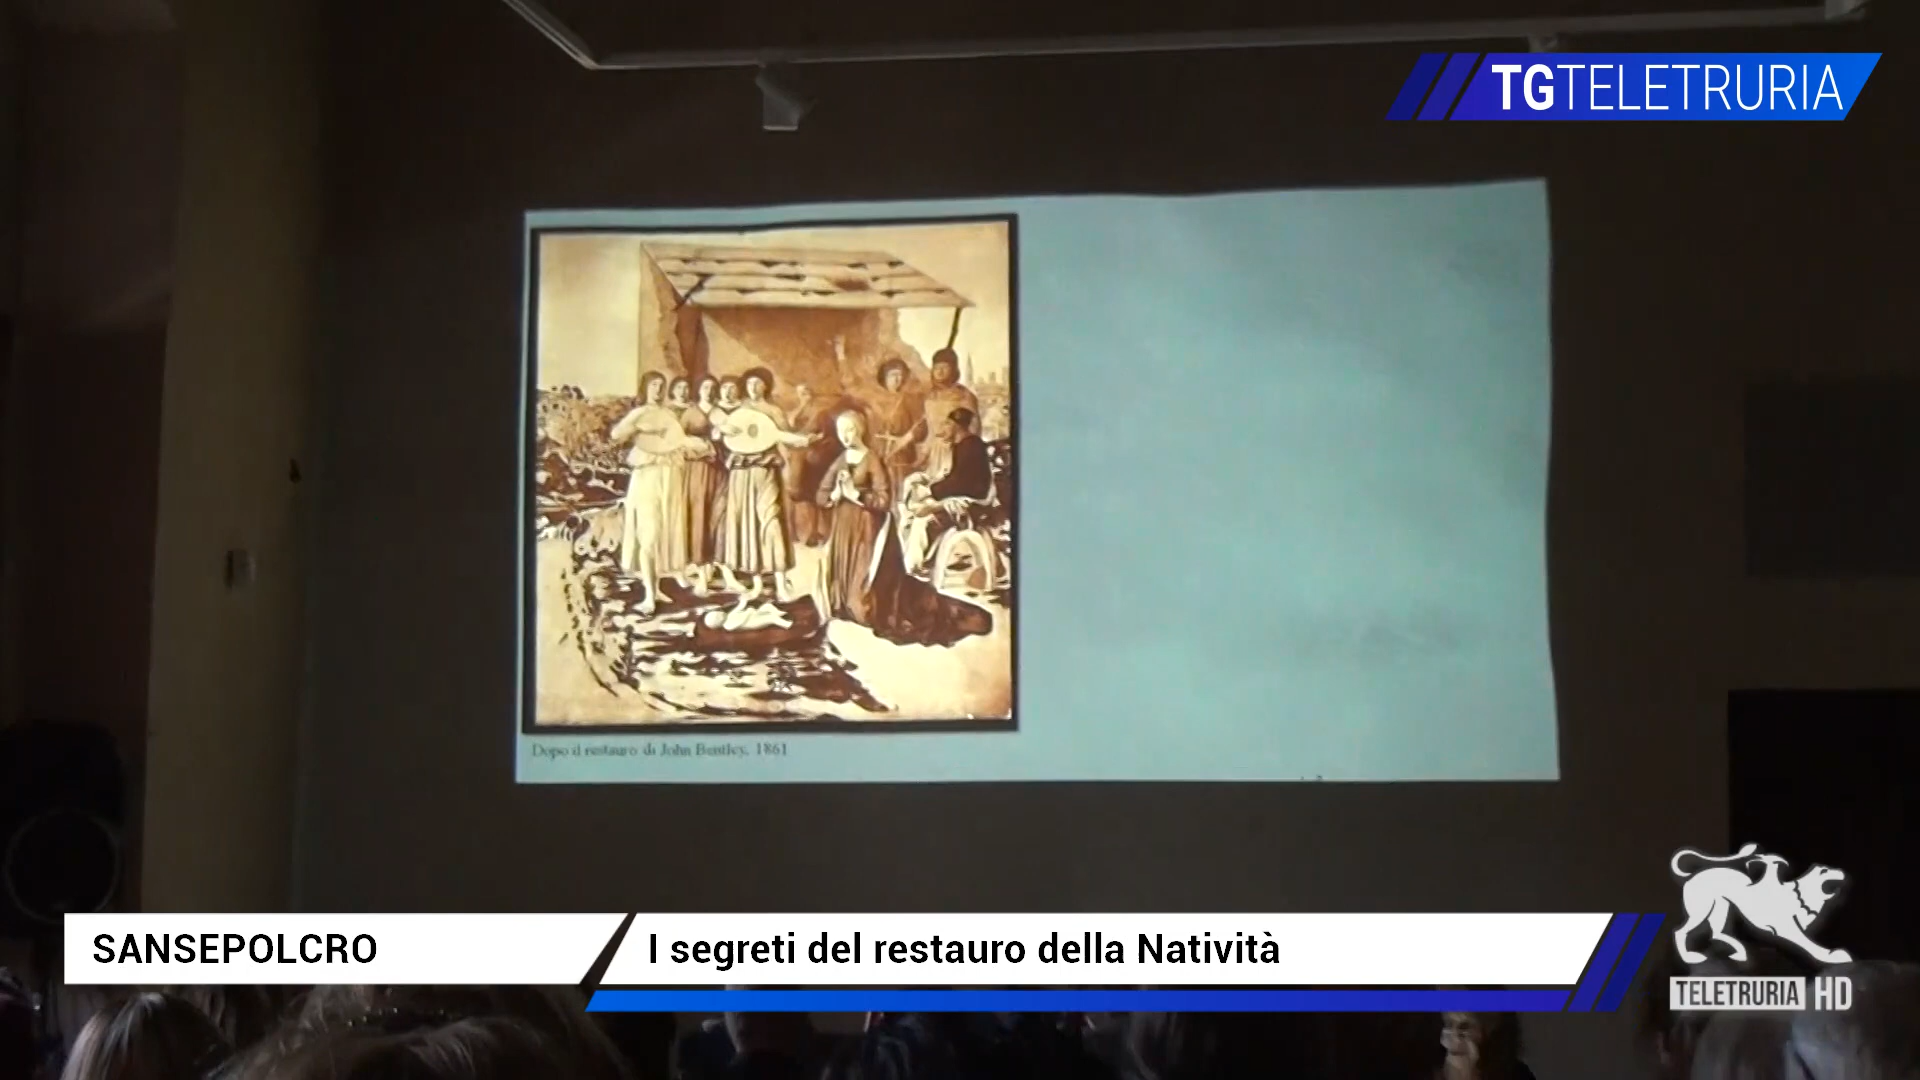 TGTELETRURIA
Dopo il restauro di John Bentley, 1861
SANSEPOLCRO
I segreti del restauro della Natività
TELETRURIA HD